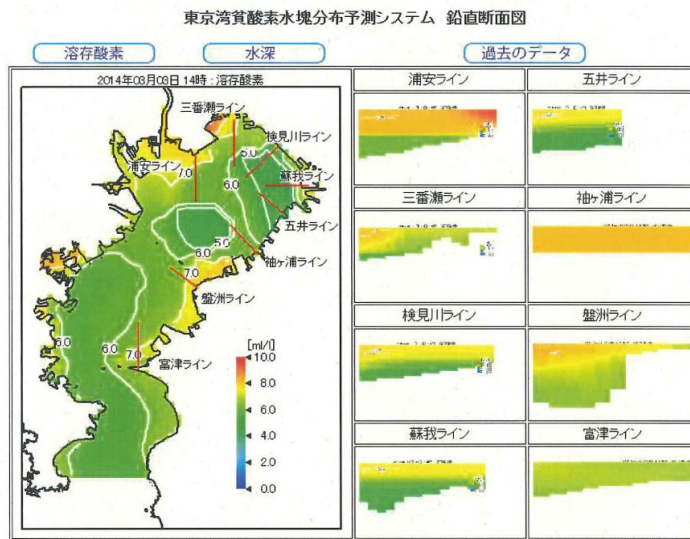 東京湾貧酸素水塊分布予測システム 鉛直断面図
溶存酸素
水深
過去のデータ
2014年03月03日 14時 : 溶存酸素
三番瀬ライン
検見川ライン
浦安ライン
7.0
5.0
蘇我ライン
6.0
五井ライン
5.0
6.0
袖ヶ浦ライン
7.0
盤洲ライン
6.0
6.0
7.0
富津ライン
[ml/l]
10.0
8.0
6.0
4.0
2.0
0.0
浦安ライン
五井ライン
三番瀬ライン
袖ヶ浦ライン
検見川ライン
盤洲ライン
蘇我ライン
富津ライン